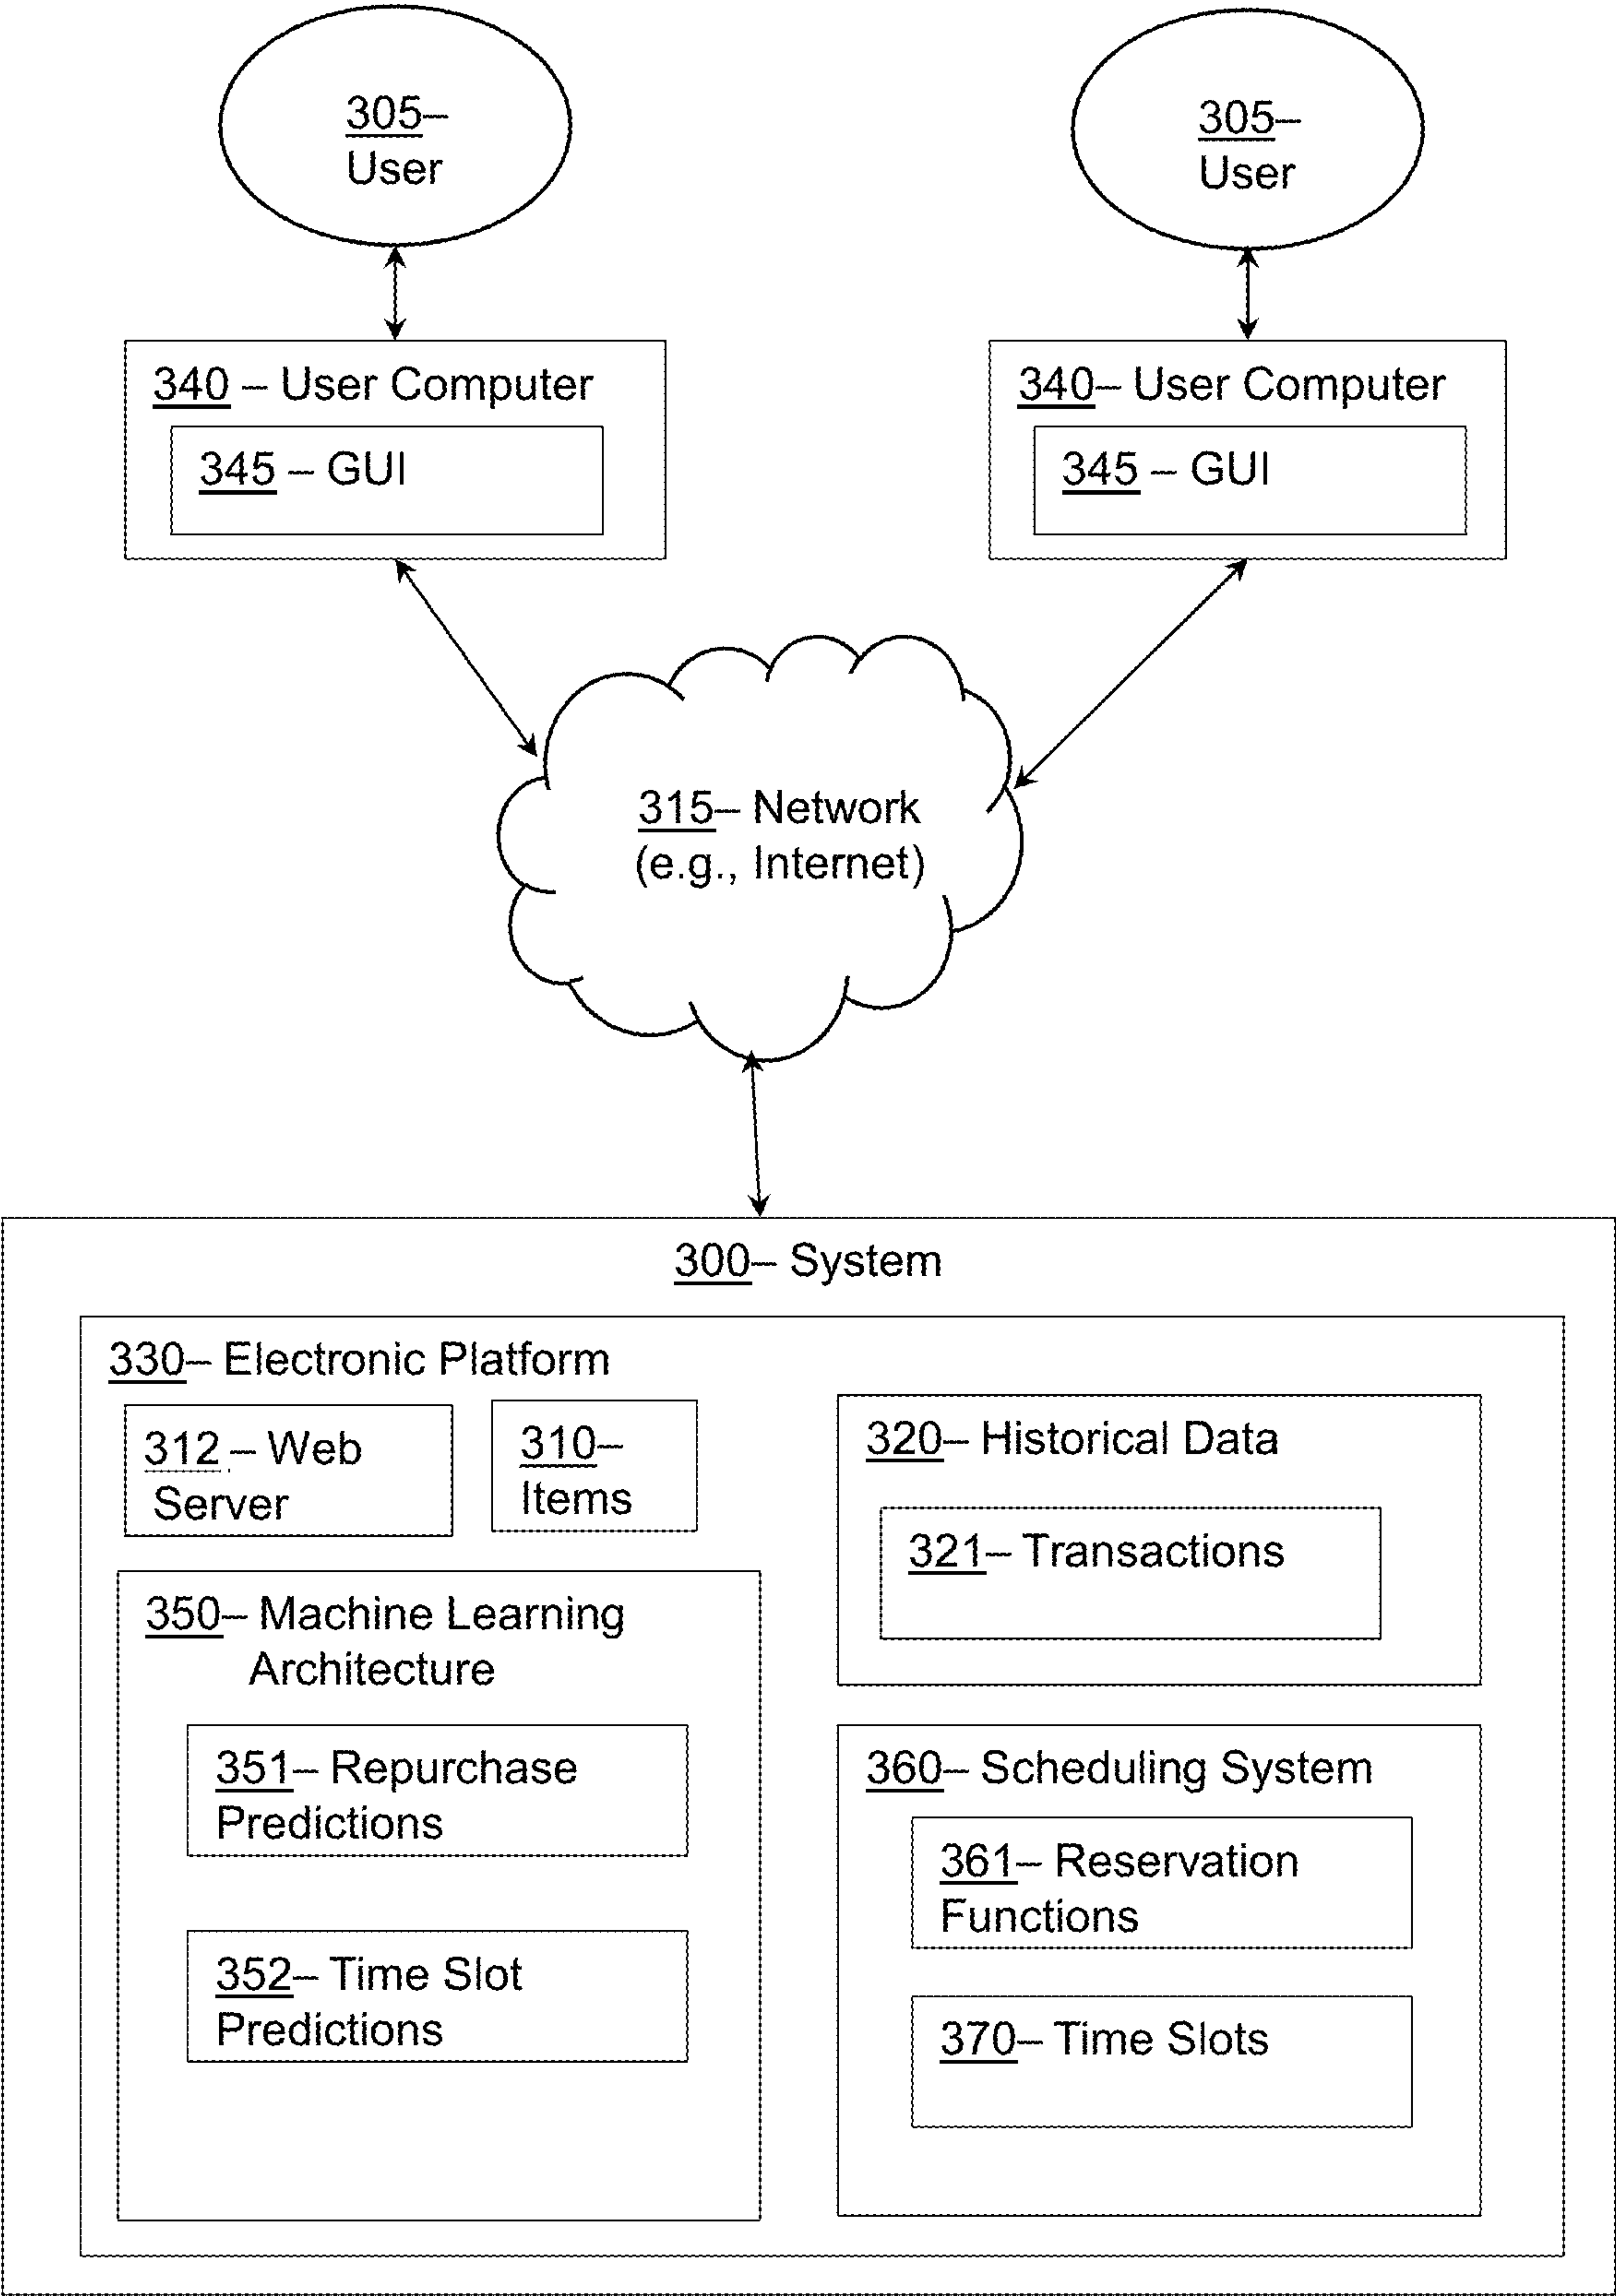 305–
User
305–
User
340 – User Computer
345 – GUI
340– User Computer
345 – GUI
315– Network
(e.g., Internet)
300– System
330– Electronic Platform
312 – Web
Server
310–
Items
320– Historical Data
321– Transactions
350– Machine Learning
Architecture
351– Repurchase
Predictions
352– Time Slot
Predictions
360– Scheduling System
361– Reservation
Functions
370– Time Slots